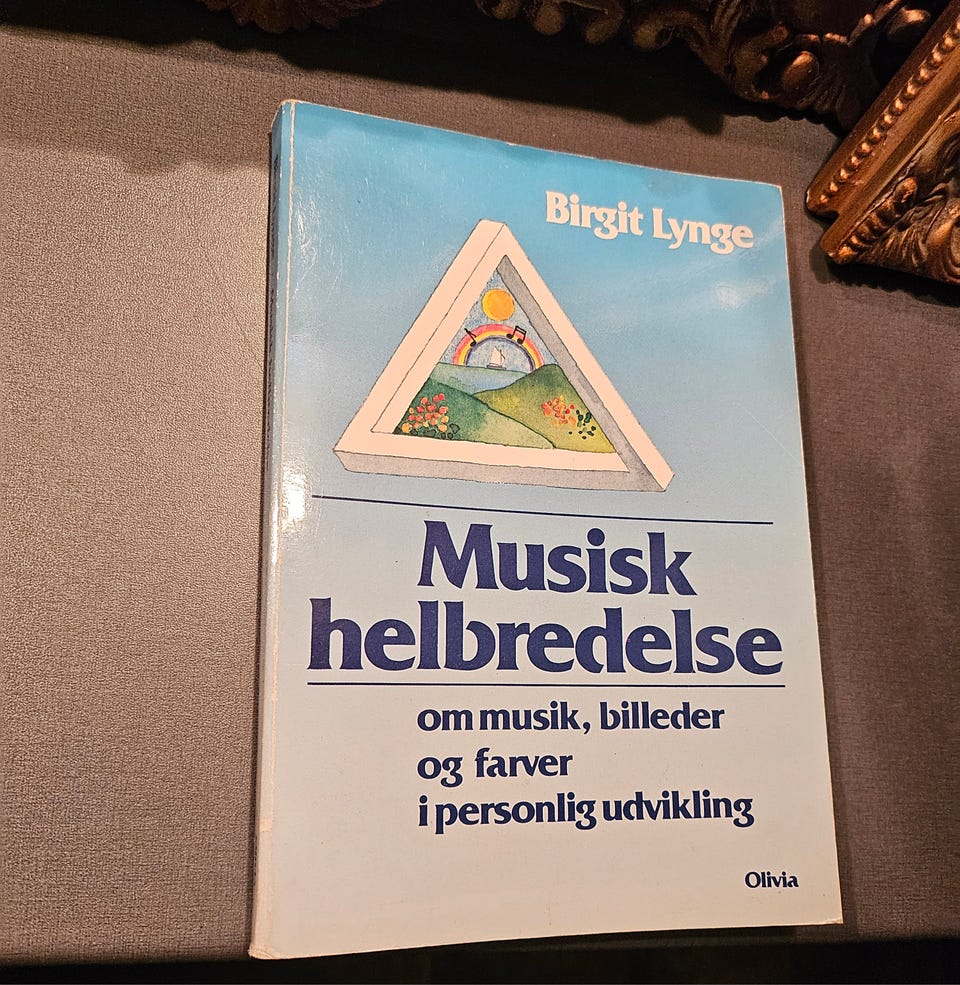 Birgit Lynge
Musisk
helbredelse
om musik, billeder
og farver
i personlig udvikling
Olivia